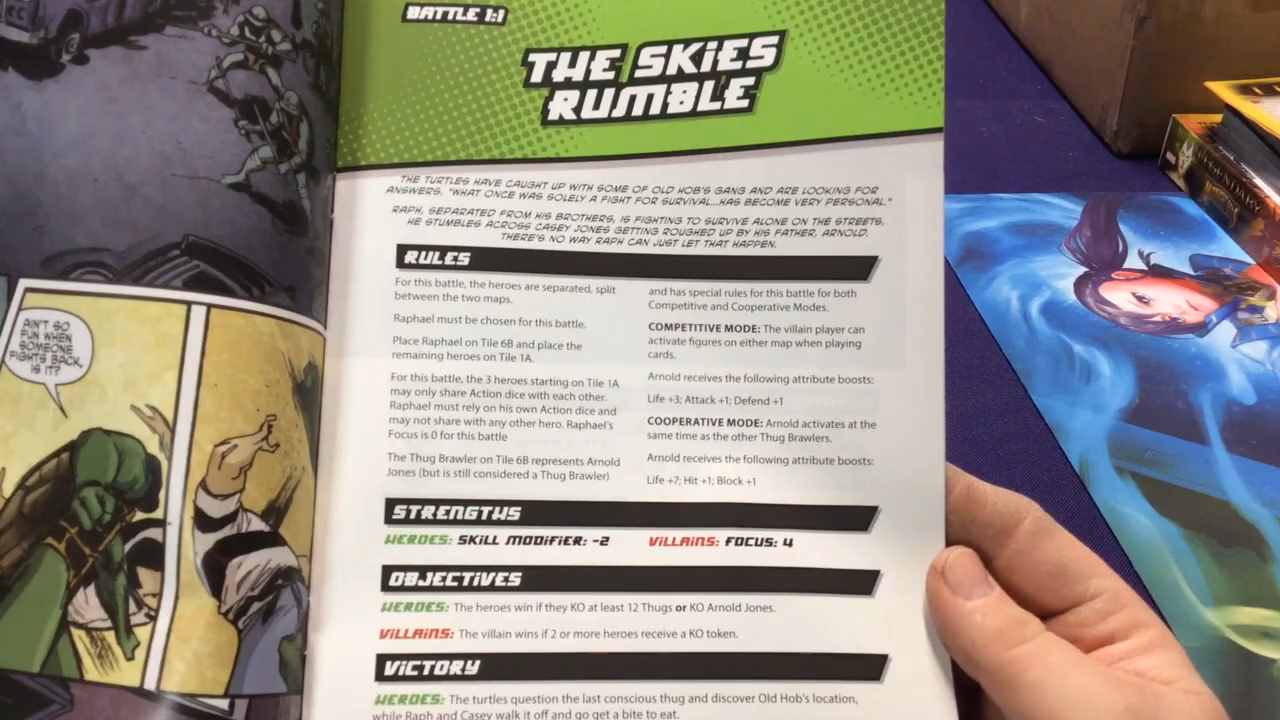 BATTLE 1:1
THE SKIES
RUMBLE
THE TURTLES HAVE CAUGHT UP WITH SOME OF OLD HOB'S GANG AND ARE LOOKING FOR
ANSWERS. "WHAT ONCE WAS SOLELY A FIGHT FOR SURVIVAL...HAS BECOME VERY PERSONAL."
RAPH, SEPARATED FROM HIS BROTHERS, IS FIGHTING TO SURVIVE ALONE ON THE STREETS.
HE STUMBLES ACROSS CASEY JONES GETTING ROUGHED UP BY HIS FATHER, ARNOLD.
THERE'S NO WAY RAPH CAN JUST LET THAT HAPPEN.
RULES
For this battle, the heroes are separated, split
between the two maps.
Raphael must be chosen for this battle.
Place Raphael on Tile 6B and place the
remaining heroes on Tile 1A.
For this battle, the 3 heroes starting on Tile 1A
may only share Action dice with each other.
Raphael must rely on his own Action dice and
may not share with any other hero. Raphael's
Focus is 0 for this battle
The Thug Brawler on Tile 6B represents Arnold
Jones (but is still considered a Thug Brawler)
and has special rules for this battle for both
Competitive and Cooperative Modes.
COMPETITIVE MODE: The villain player can
activate figures on either map when playing
cards.
Arnold receives the following attribute boosts:
Life +3; Attack +1; Defend +1
COOPERATIVE MODE: Arnold activates at the
same time as the other Thug Brawlers.
Arnold receives the following attribute boosts:
Life +7; Hit +1; Block +1
STRENGTHS
HEROES: SKILL MODIFIER: -2
VILLAINS: FOCUS: 4
OBJECTIVES
HEROES: The heroes win if they KO at least 12 Thugs or KO Arnold Jones.
VILLAINS: The villain wins if 2 or more heroes receive a KO token.
VICTORY
HEROES: The turtles question the last conscious thug and discover Old Hob's location,
while Raph and Casey walk it off and go get a bite to eat.
AIN'T SO
FUN WHEN
SOMEONE
FIGHTS BACK,
IS IT?
LEGENDARY